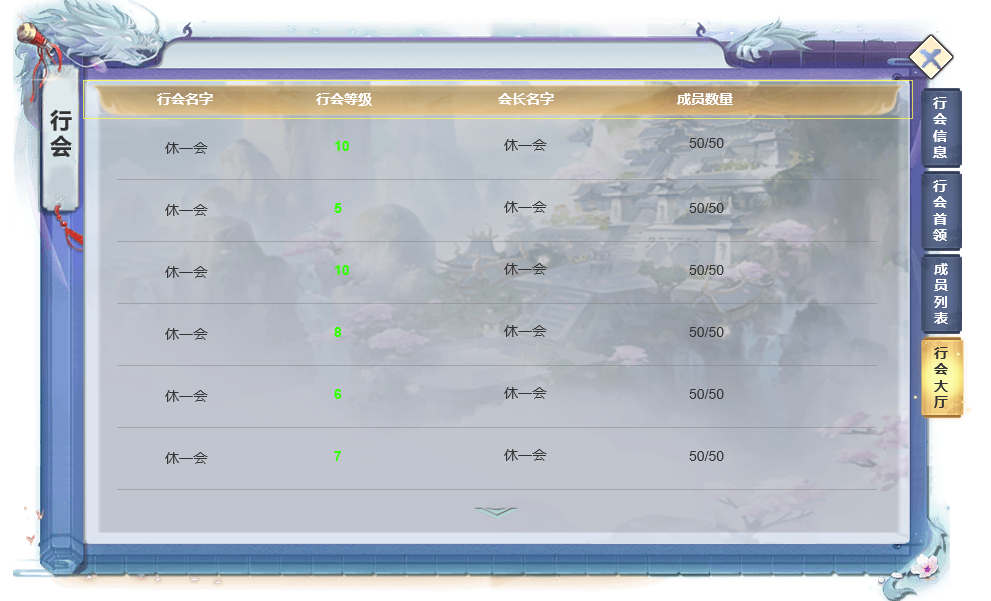 行会
行会名字 行会等级 会长名字 成员数量
休一会 10 休一会 50/50
休一会 5 休一会 50/50
休一会 10 休一会 50/50
休一会 8 休一会 50/50
休一会 6 休一会 50/50
休一会 7 休一会 50/50
行会信息
行会首领
成员列表
行会大厅